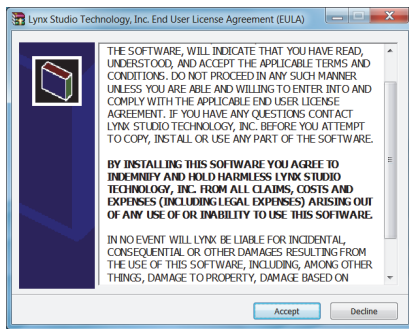 Lynx Studio Technology, Inc. End User License Agreement (EULA)
THE SOFTWARE, WILL INDICATE THAT YOU HAVE READ,
UNDERSTOOD, AND ACCEPT THE APPLICABLE TERMS AND
CONDITIONS. DO NOT PROCEED IN ANY SUCH MANNER
UNLESS YOU ARE ABLE AND WILLING TO ENTER INTO AND
COMPLY WITH THE APPLICABLE END USER LICENSE
AGREEMENT. IF YOU HAVE ANY QUESTIONS CONTACT
LYNX STUDIO TECHNOLOGY, INC. BEFORE YOU ATTEMPT
TO COPY, INSTALL OR USE ANY PART OF THE SOFTWARE.
BY INSTALLING THIS SOFTWARE YOU AGREE TO
INDEMNIFY AND HOLD HARMLESS LYNX STUDIO
TECHNOLOGY, INC. FROM ALL CLAIMS, COSTS AND
EXPENSES (INCLUDING LEGAL EXPENSES) ARISING OUT
OF ANY USE OF OR INABILITY TO USE THIS SOFTWARE.
IN NO EVENT WILL LYNX BE LIABLE FOR INCIDENTAL,
CONSEQUENTIAL OR OTHER DAMAGES RESULTING FROM
THE USE OF THIS SOFTWARE, INCLUDING, AMONG OTHER
THINGS, DAMAGE TO PROPERTY, DAMAGE BASED ON
Accept Decline